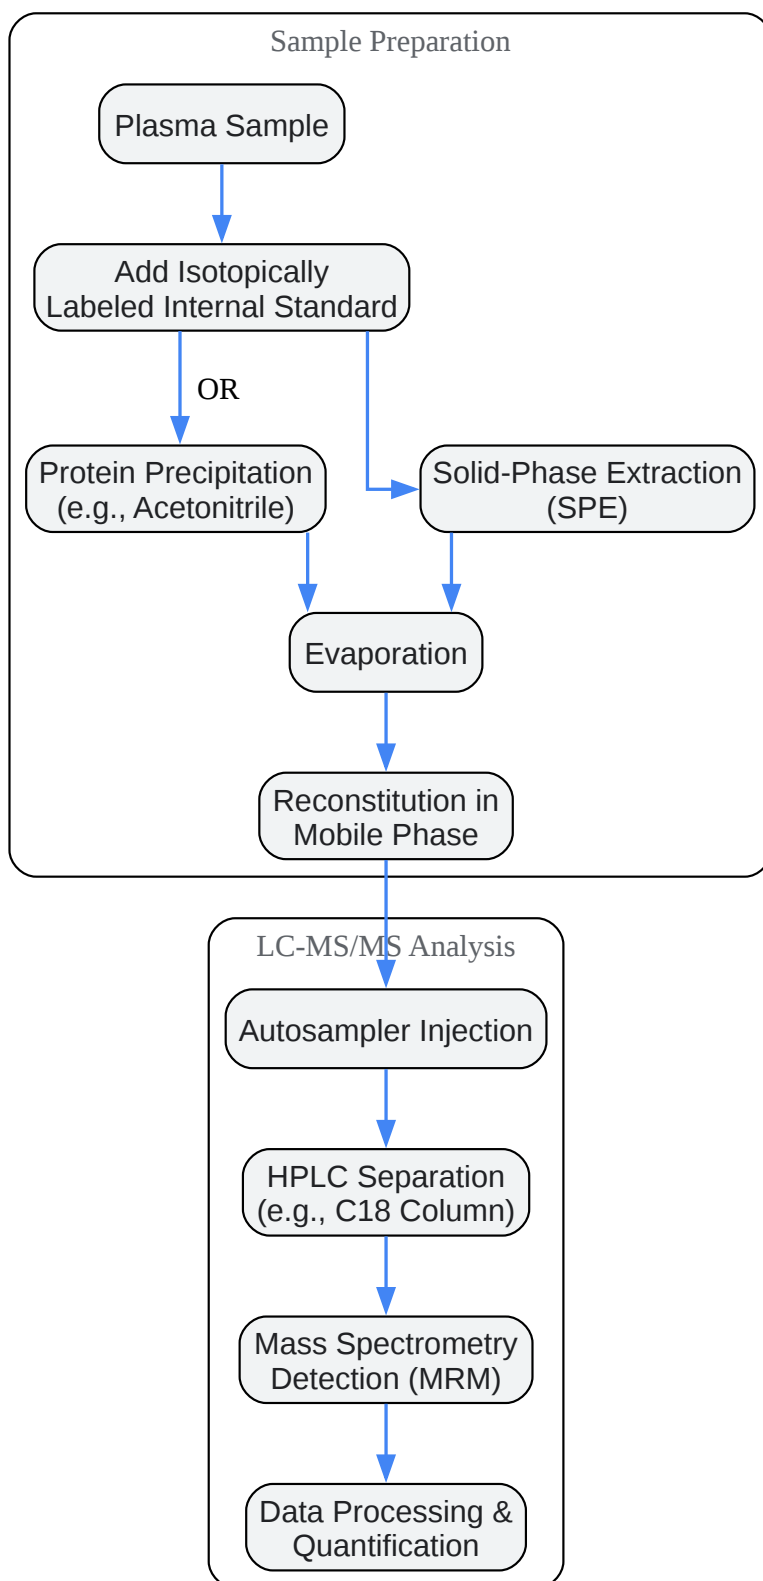 Sample Preparation
Plasma Sample
Add Isotopically
Labeled Internal Standard
OR
Protein Precipitation
(e.g., Acetonitrile)
Solid-Phase Extraction
(SPE)
Evaporation
Reconstitution in
Mobile Phase
LC-MS/MS Analysis
Autosampler Injection
HPLC Separation
(e.g., C18 Column)
Mass Spectrometry
Detection (MRM)
Data Processing &
Quantification